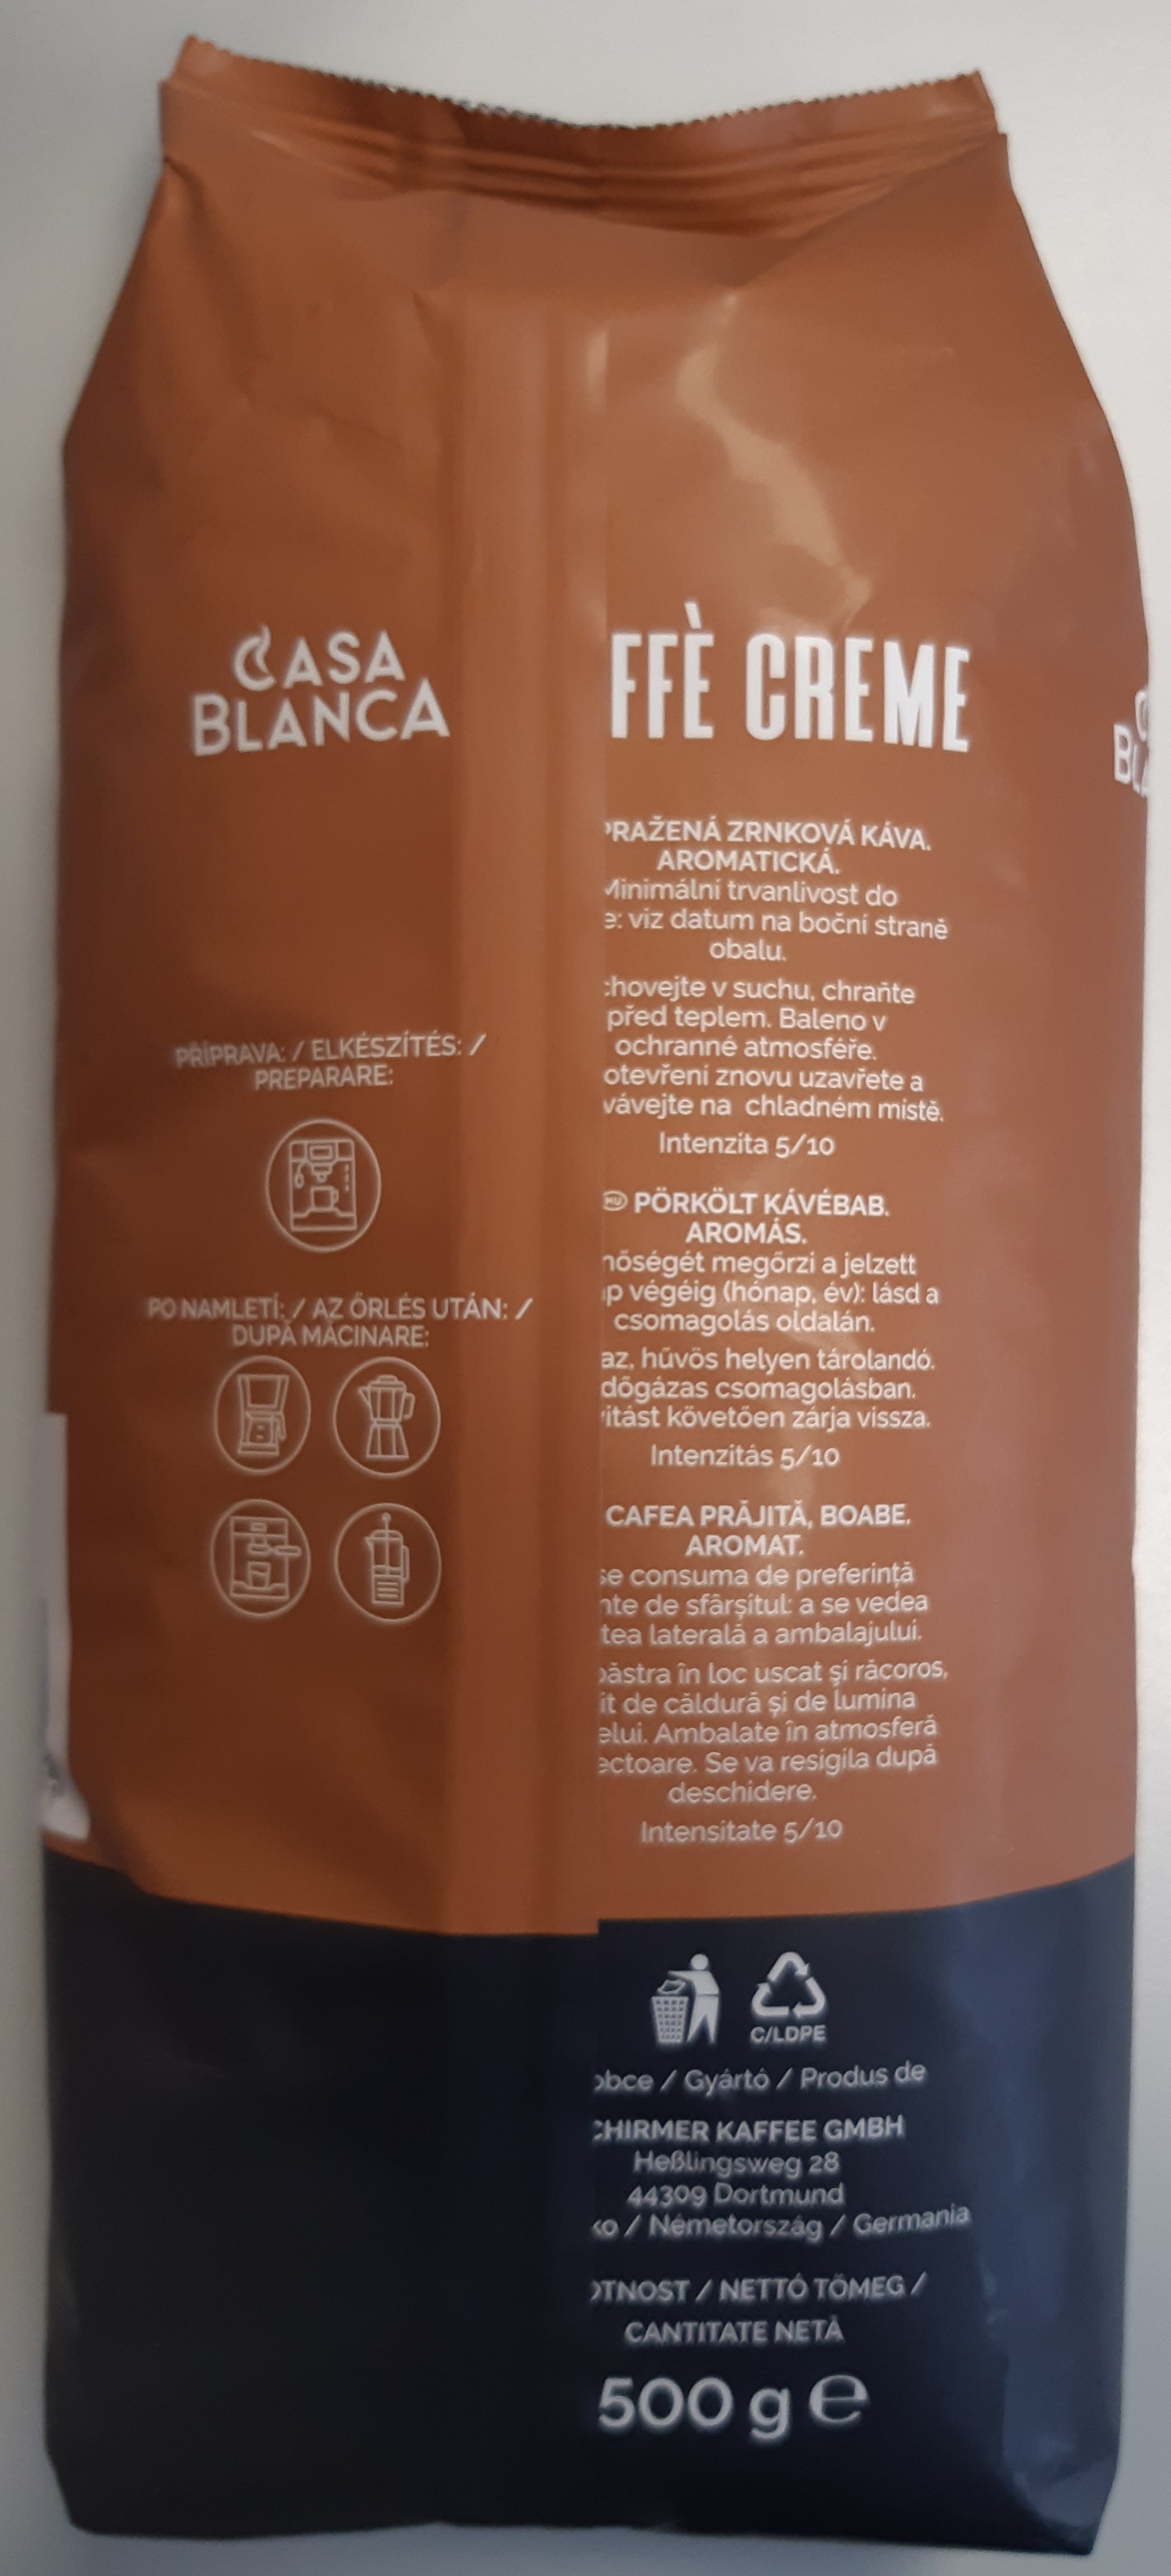 CASA
BLANCA
PŘÍPRAVA: / ELKÉSZÍTÉS: /
PREPARARE:
PO NAMLETÍ: / AZ ŐRLÉS UTÁN: /
DUPĂ MĂCINARE:
FFÈ CREME
PRAŽENÁ ZRNKOVÁ KÁVA.
AROMATICKÁ.
Minimální trvanlivost do
e: viz datum na boční straně
obalu.
chovejte v suchu, chraňte
před teplem. Baleno v
ochranné atmosféře.
otevření znovu uzavřete a
vávejte na chladném místě.
Intenzita 5/10
HU PÖRKÖLT KÁVÉBAB.
AROMÁS.
nőségét megőrzi a jelzett
ap végéig (hónap, év): lásd a
csomagolás oldalán.
az, hűvös helyen tárolandó.
dőgázas csomagolásban.
itást követően zárja vissza.
Intenzitás 5/10
CAFEA PRĂJITĂ, BOABE.
AROMAT.
se consuma de preferință
nte de sfârșitul: a se vedea
tea laterală a ambalajului.
păstra în loc uscat și răcoros,
it de căldură și de lumina
elui. Ambalate în atmosferă
ectoare. Se va resigila după
deschidere.
Intensitate 5/10
C/LDPE
obce / Gyártó / Produs de
CHIRMER KAFFEE GMBH
Heßlingsweg 28
44309 Dortmund
ko / Németország / Germania
OTNOST / NETTÓ TÖMEG /
CANTITATE NETĂ
500 g ℮